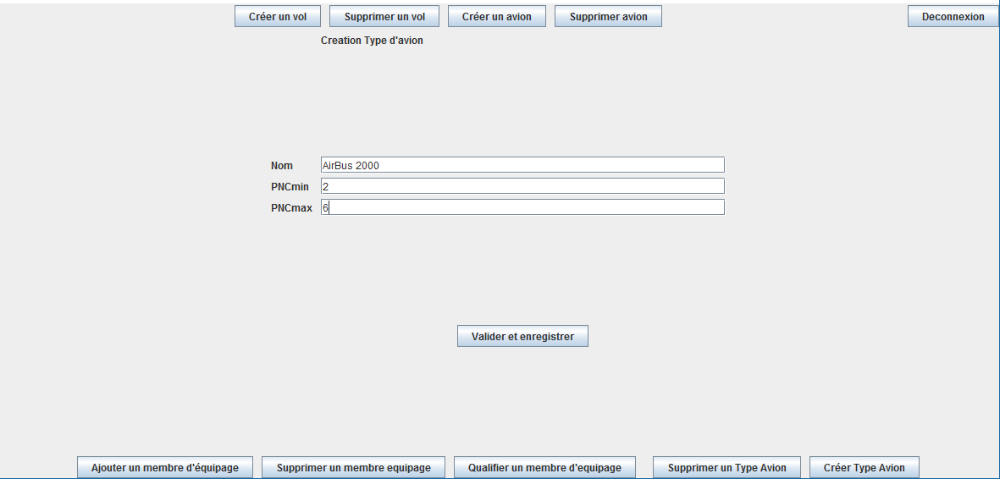 Créer un vol Supprimer un vol Créer un avion Supprimer avion Deconnexion
Creation Type d'avion
Nom AirBus 2000
PNCmin 2
PNCmax 6
Valider et enregistrer
Ajouter un membre d'équipage Supprimer un membre equipage Qualifier un membre d'equipage Supprimer un Type Avion Créer Type Avion